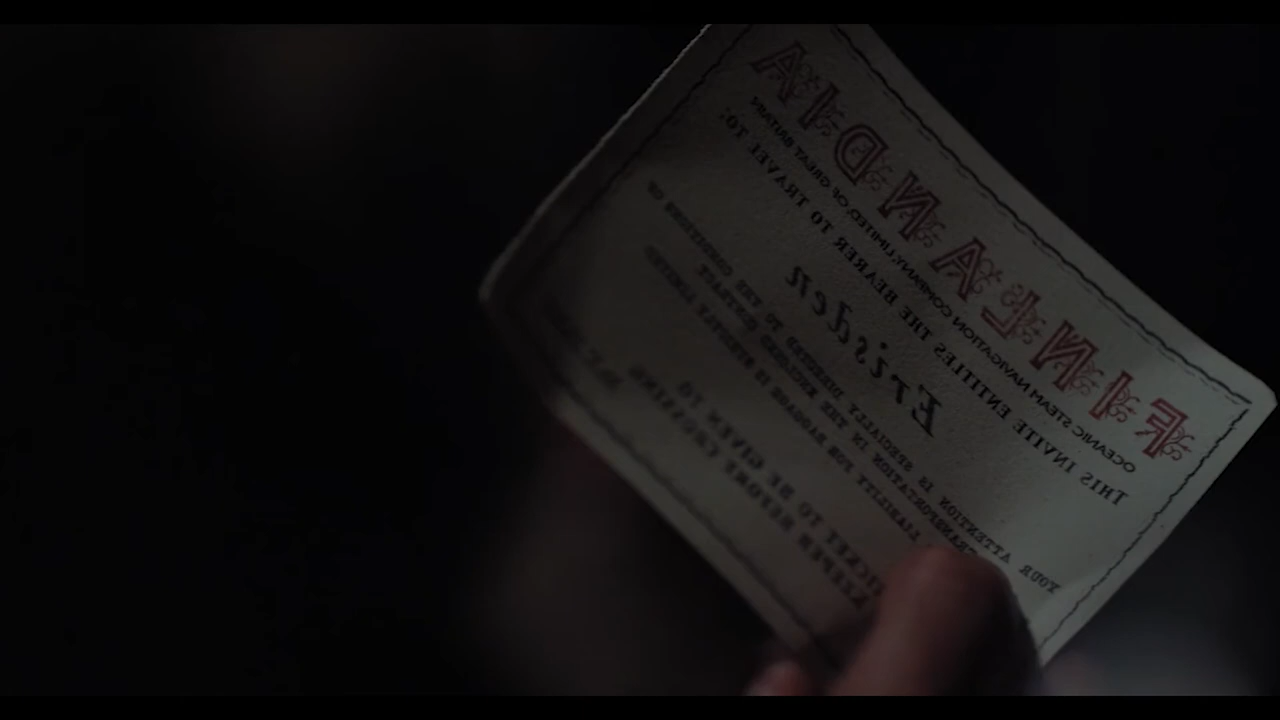 FINLANDIA
OCEANIC STEAM NAVIGATION COMPANY, LIMITED, OF GREAT BRITAIN
THIS INVITE ENTITLES THE BEARER TO TRAVEL TO:
Erisden
YOUR ATTENTION IS SPECIALLY DIRECTED TO THE CONDITIONS OF
TRANSPORTATION IN THE ENCLOSED CONTRACT
LIABILITY FOR BAGGAGE IS STRICTLY LIMITED
TICKET TO BE GIVEN TO
KEEPER BEFORE CROSSING